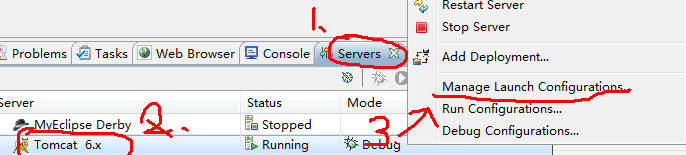 Restart Server
1.
Stop Server
Problems Tasks Web Browser Console Servers
Add Deployment...
Server Status Mode
Manage Launch Configurations...
MyEclipse Derby 2. Stopped
3 Run Configurations...
Tomcat 6.x Running Debug
Debug Configurations...